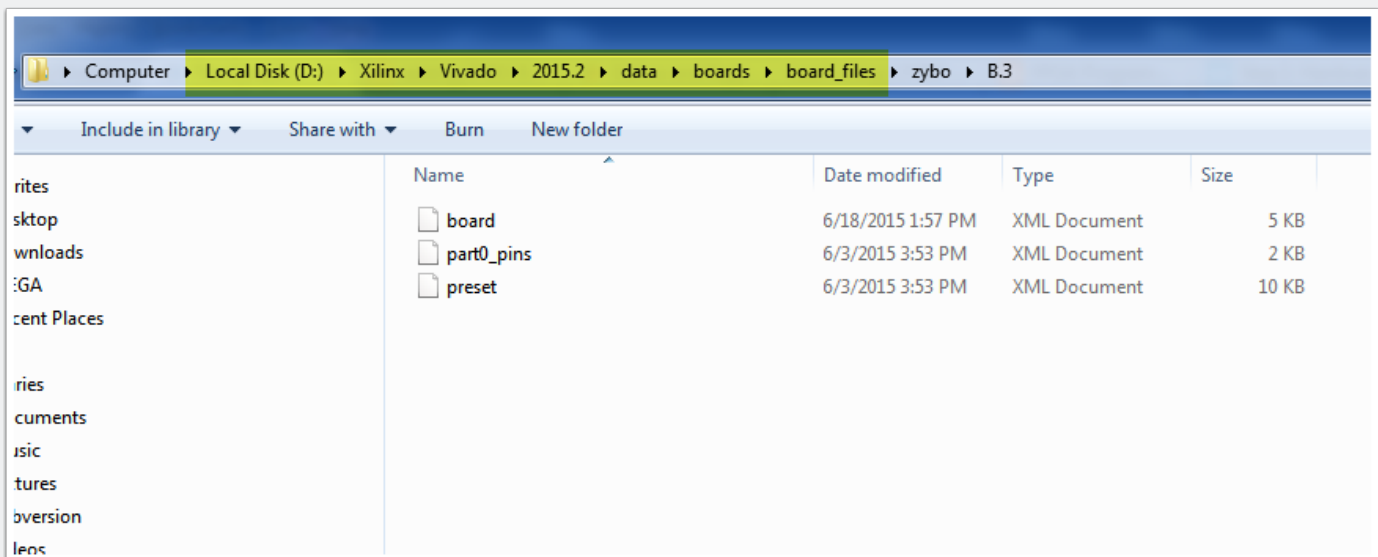 Computer Local Disk (D:) Xilinx Vivado 2015.2 data boards board_files zybo B.3
Include in library Share with Burn New folder
Name Date modified Type Size
board 6/18/2015 1:57 PM XML Document 5 KB
part0_pins 6/3/2015 3:53 PM XML Document 2 KB
preset 6/3/2015 3:53 PM XML Document 10 KB
rites
sktop
wnloads
EGA
cent Places
ries
cuments
usic
tures
bversion
leos